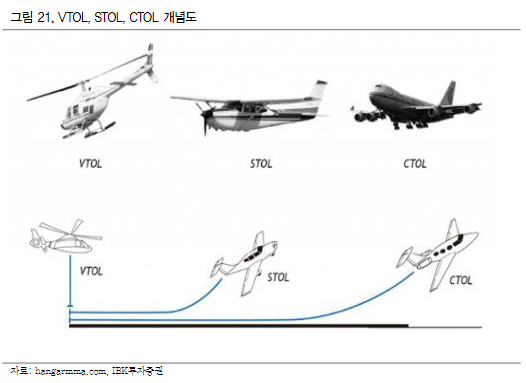 그림 21. VTOL, STOL, CTOL 개념도
VTOL STOL CTOL
VTOL STOL CTOL
자료: hangarmma.com, IBK투자증권